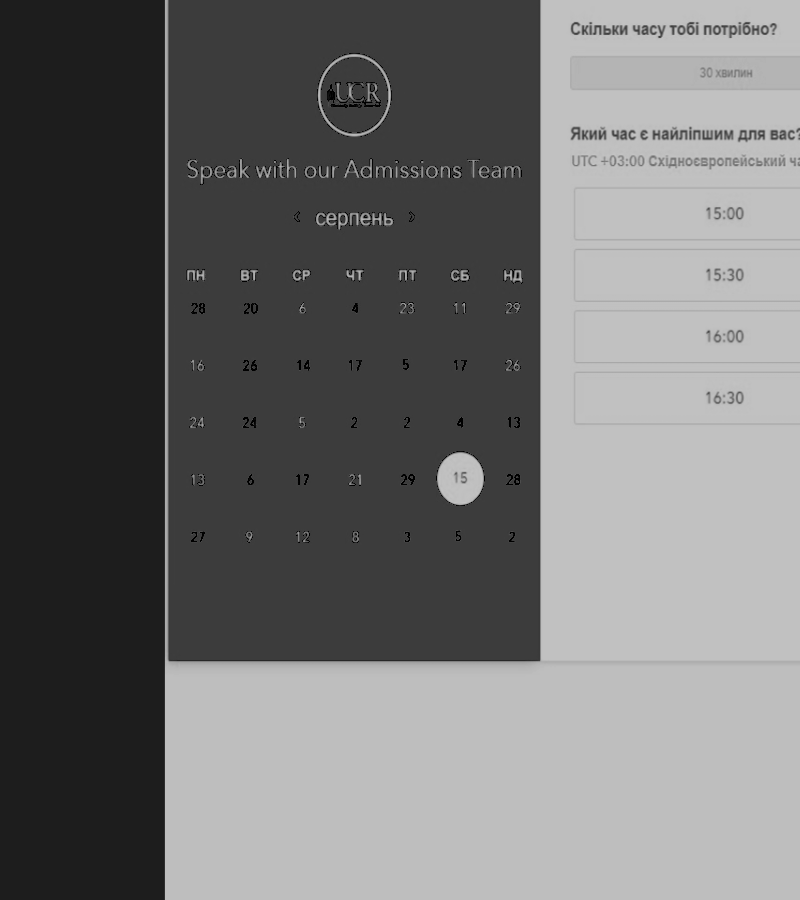 UCR
Speak with our Admissions Team
‹ серпень ›
ПН ВТ СР ЧТ ПТ СБ НД
28 20 6 4 23 11 29
16 26 14 17 5 17 26
24 24 5 2 2 4 13
13 6 17 21 29 15 28
27 9 12 8 3 5 2
Скільки часу тобі потрібно?
30 хвилин
Який час є найліпшим для вас?
UTC +03:00 Східноєвропейський
15:00
15:30
16:00
16:30